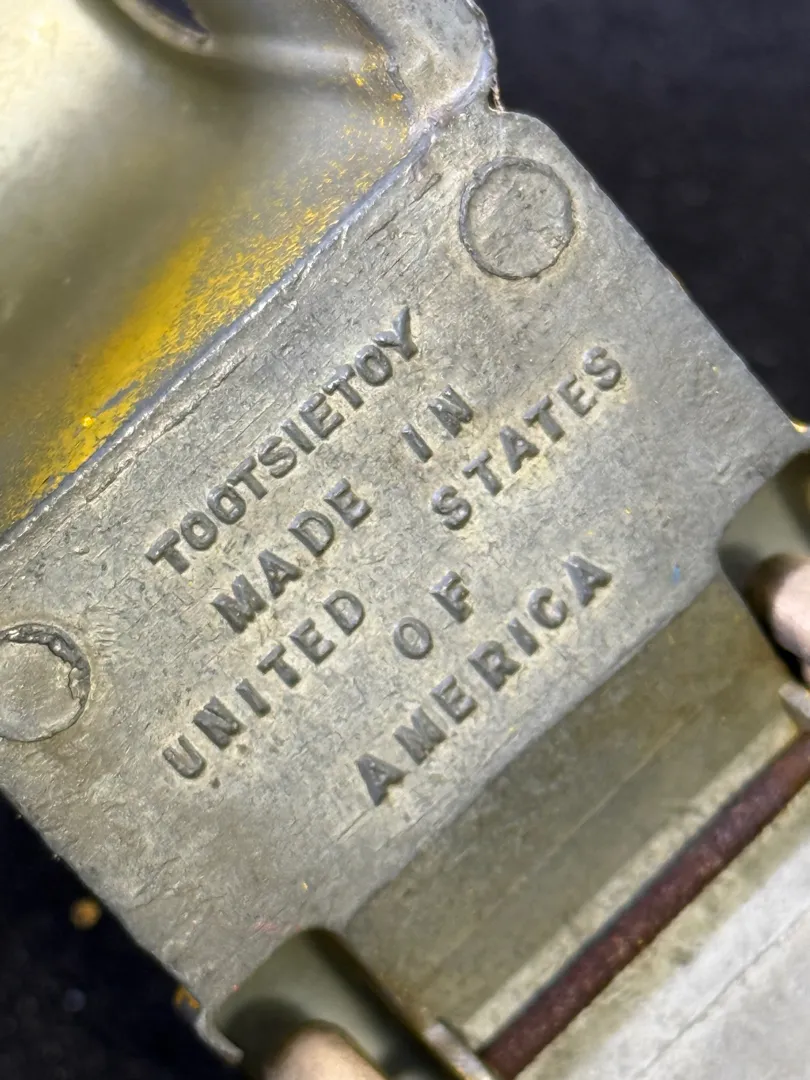 TOOTSIETOY
MADE IN
UNITED STATES
OF
AMERICA